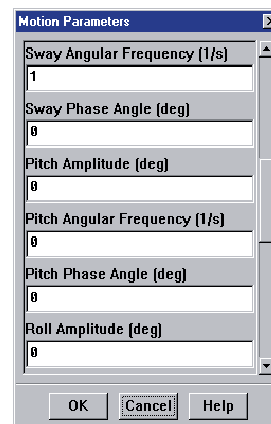 Motion Parameters
Sway Angular Frequency (1/s)
1
Sway Phase Angle (deg)
0
Pitch Amplitude (deg)
0
Pitch Angular Frequency (1/s)
0
Pitch Phase Angle (deg)
0
Roll Amplitude (deg)
0
OK Cancel Help